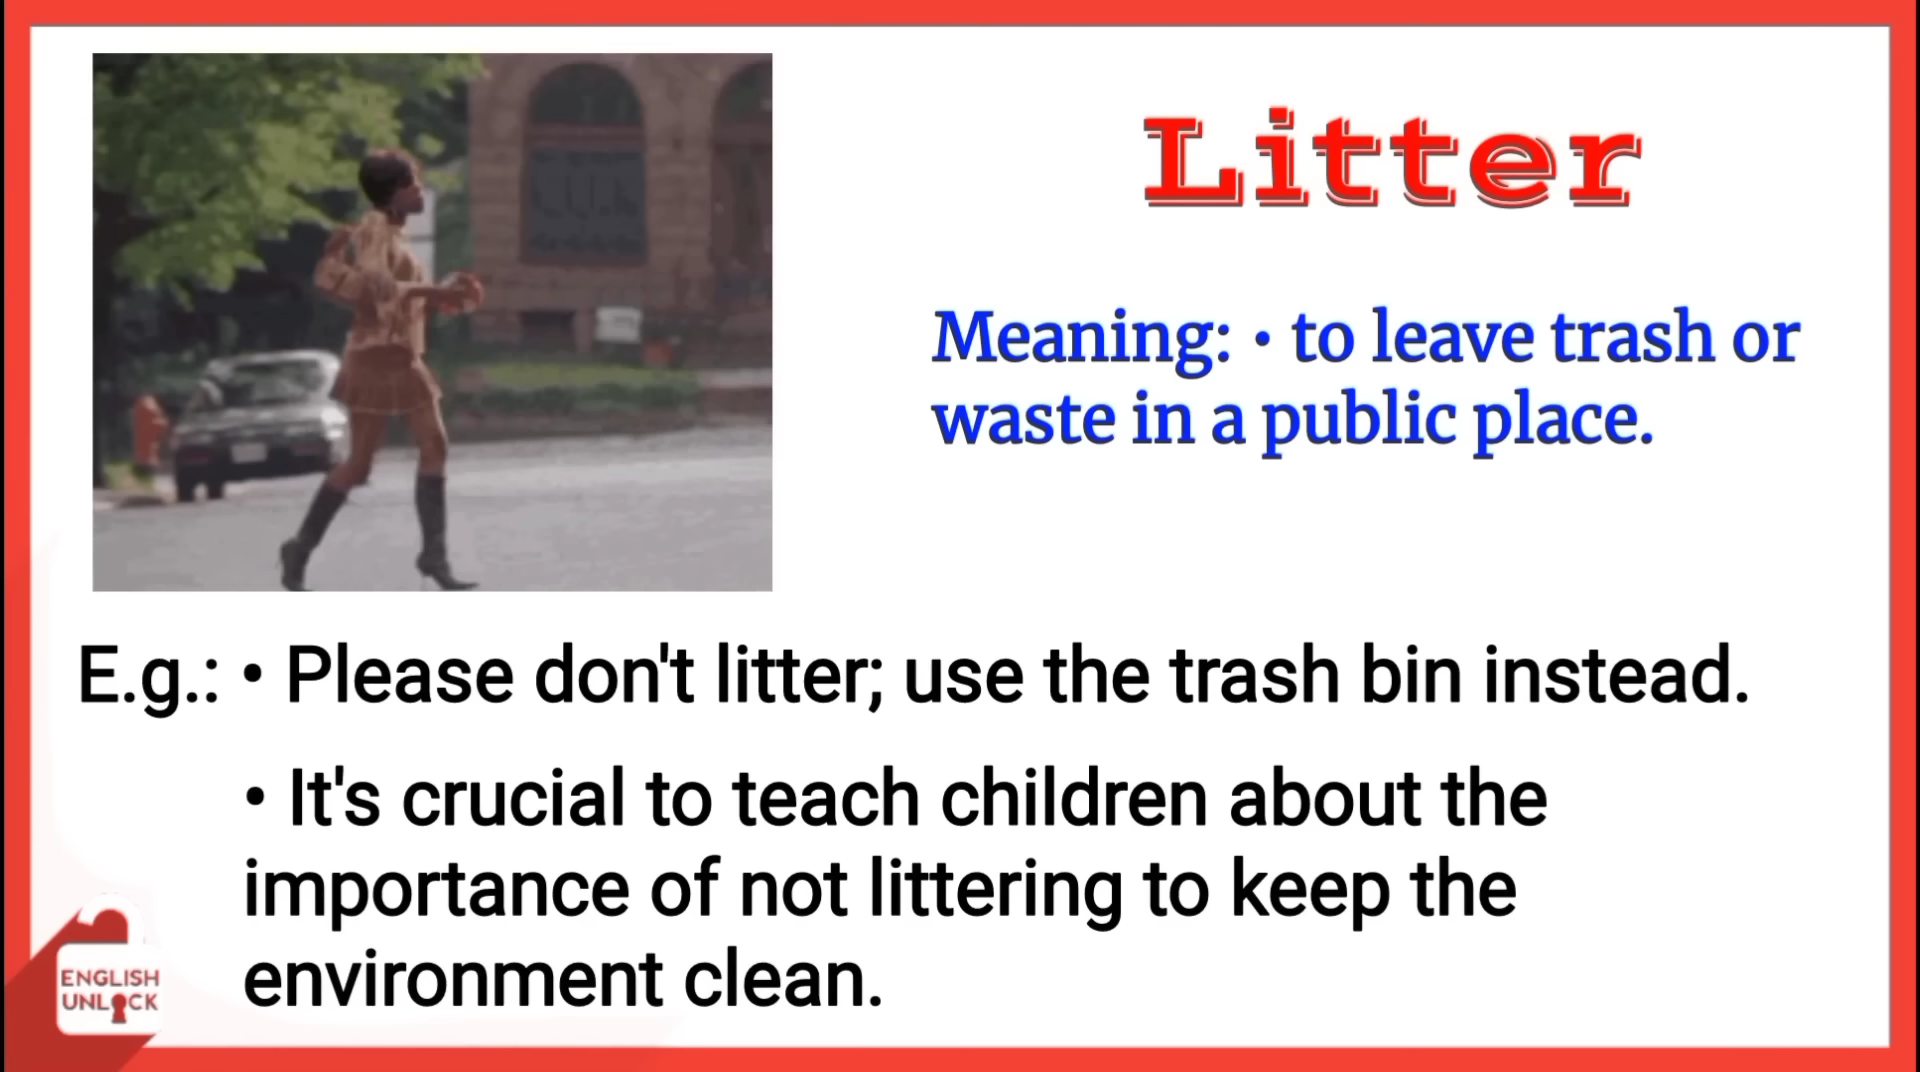 Litter
Meaning: • to leave trash or
waste in a public place.
E.g.: • Please don't litter; use the trash bin instead.
• It's crucial to teach children about the
importance of not littering to keep the
environment clean.
ENGLISH
UNLOCK